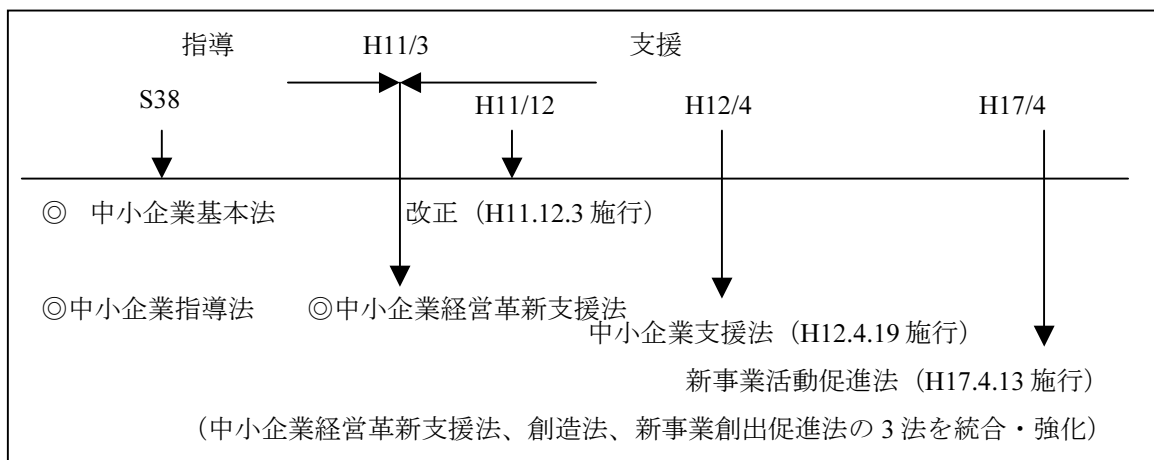 指導 H11/3 支援
S38 H11/12 H12/4 H17/4
◎ 中小企業基本法 改正（H11.12.3 施行）
◎中小企業指導法 ◎中小企業経営革新支援法
中小企業支援法（H12.4.19 施行）
新事業活動促進法（H17.4.13 施行）
（中小企業経営革新支援法、創造法、新事業創出促進法の 3 法を統合・強化）